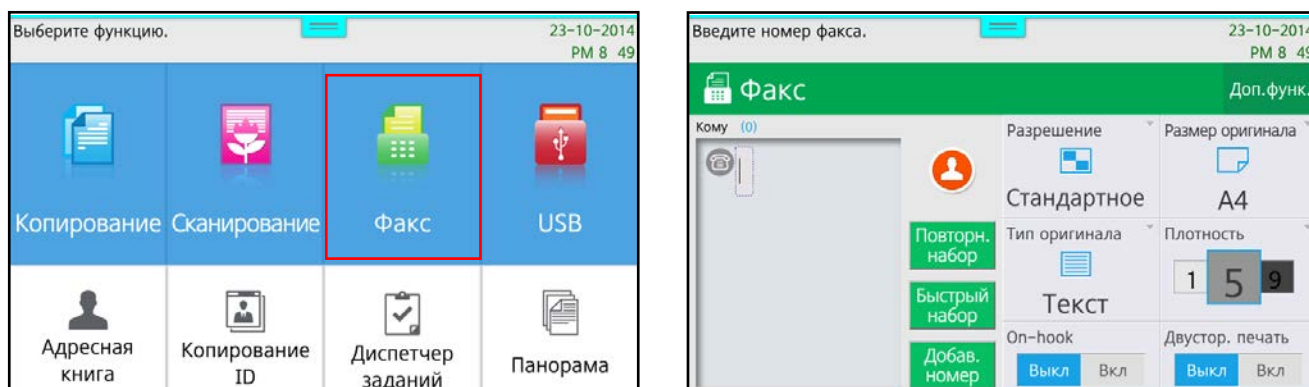 Выберите функцию.
23-10-2014
PM 8 49
Копирование
Сканирование
Факс
USB
Адресная
книга
Копирование
ID
Диспетчер
заданий
Панорама
Введите номер факса.
23-10-2014
PM 8 49
Факс
Доп.функ.
Кому (0)
Повторн.
набор
Быстрый
набор
Добав.
номер
Разрешение
Стандартное
Размер оригинала
A4
Тип оригинала
Текст
Плотность
1 5 9
On-hook
Выкл Вкл
Двустор. печать
Выкл Вкл